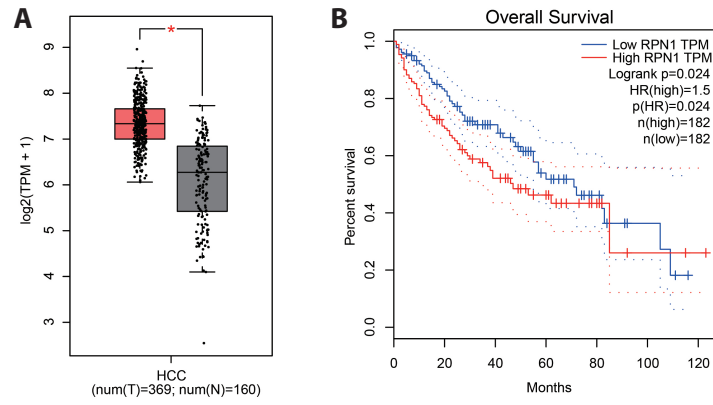 A
*
log2(TPM + 1)
9
8
7
6
5
4
3
HCC
(num(T)=369; num(N)=160)
B
Overall Survival
Low RPN1 TPM
High RPN1 TPM
Logrank p=0.024
HR(high)=1.5
p(HR)=0.024
n(high)=182
n(low)=182
Percent survival
1.0
0.8
0.6
0.4
0.2
0.0
0 20 40 60 80 100 120
Months